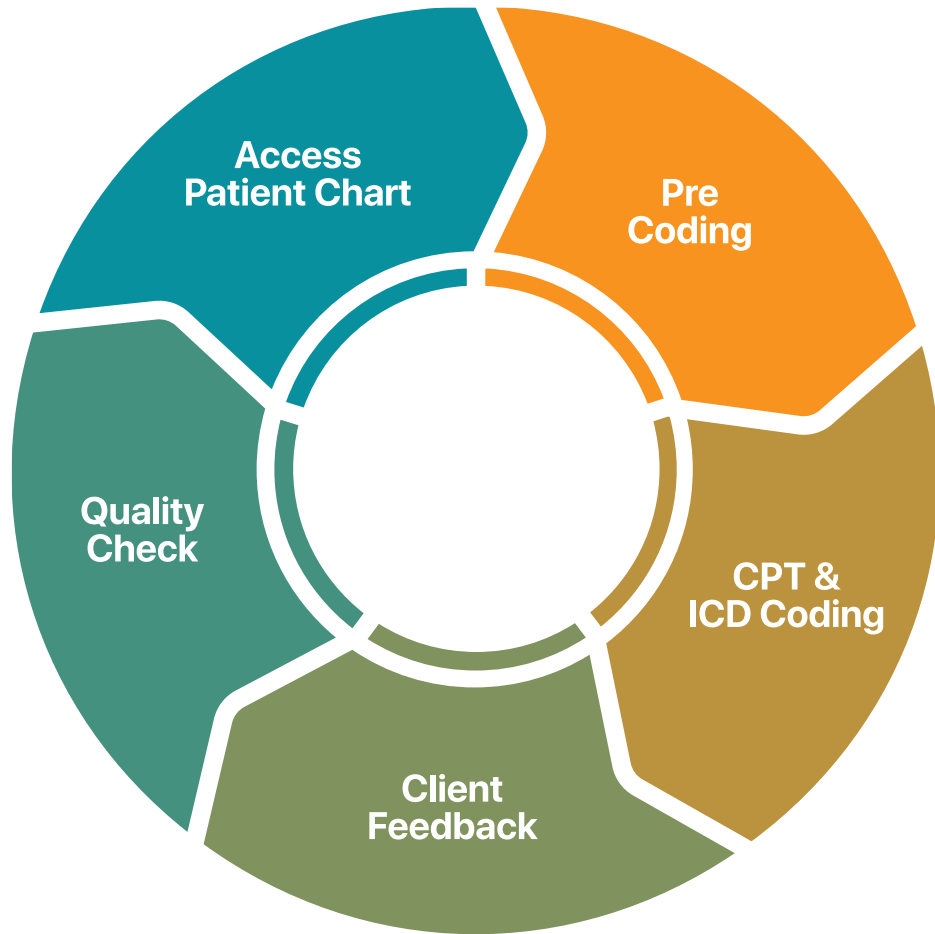 Access
Patient Chart
Pre
Coding
CPT &
ICD Coding
Client
Feedback
Quality
Check